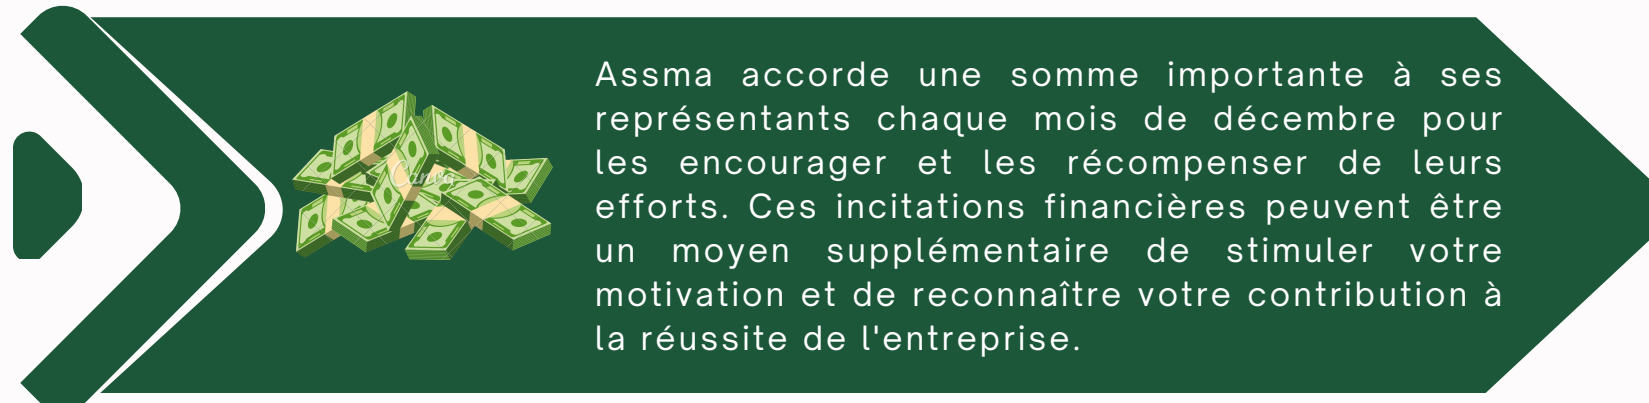 Assma accorde une somme importante à ses
représentants chaque mois de décembre pour
les encourager et les récompenser de leurs
efforts. Ces incitations financières peuvent être
un moyen supplémentaire de stimuler votre
motivation et de reconnaître votre contribution à
la réussite de l'entreprise.
Canva